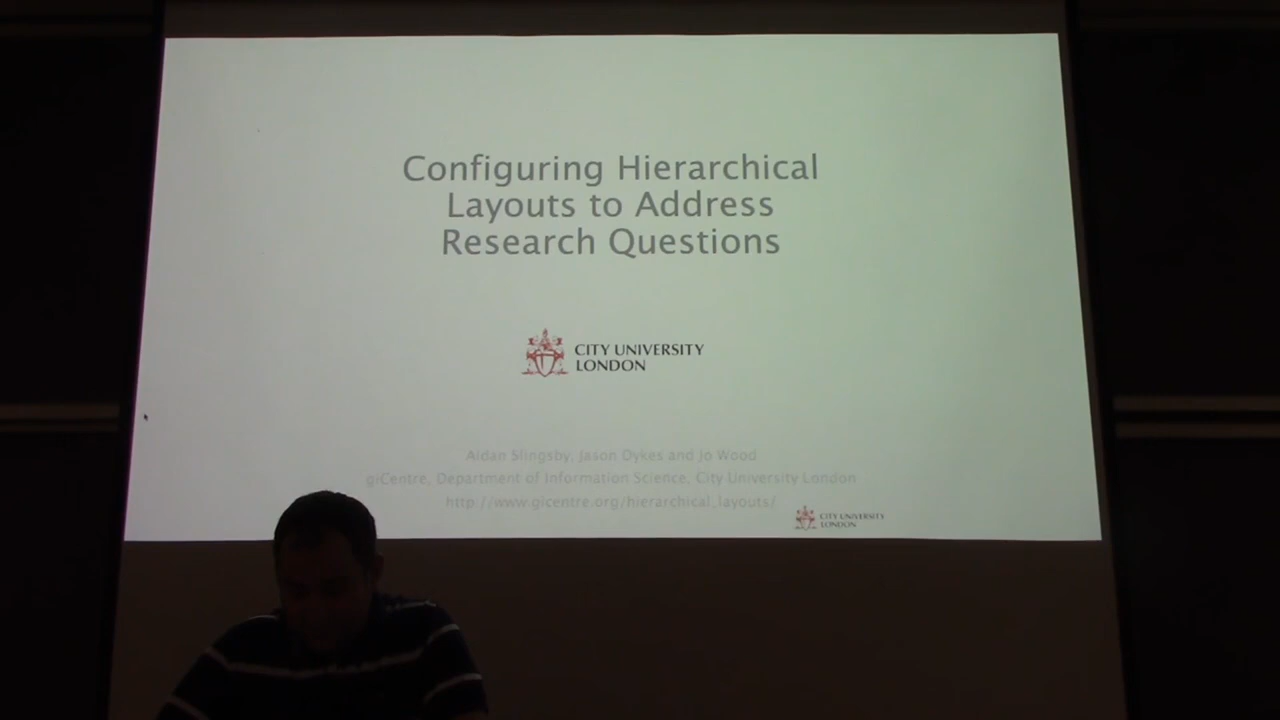 Configuring Hierarchical
Layouts to Address
Research Questions
CITY UNIVERSITY
LONDON
Aidan Slingsby, Jason Dykes and Jo Wood
giCentre, Department of Information Science, City University London
http://www.gicentre.org/hierarchical_layouts/
CITY UNIVERSITY
LONDON